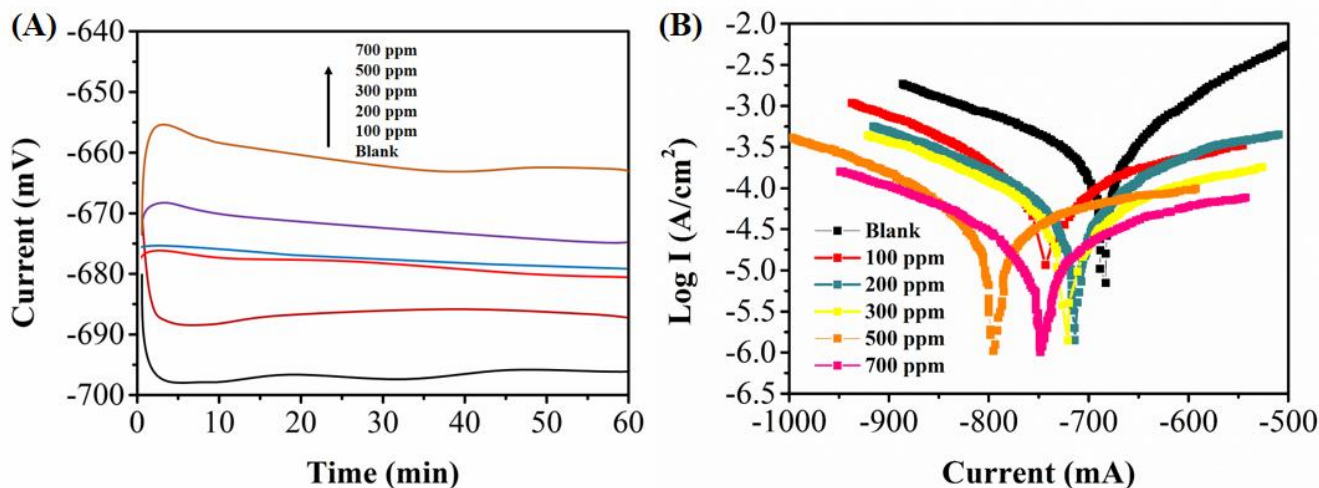 (A)
-640
-650
-660
-670
-680
-690
-700
Current (mV)
700 ppm
500 ppm
300 ppm
200 ppm
100 ppm
Blank
0 10 20 30 40 50 60
Time (min)
(B)
-2.0
-2.5
-3.0
-3.5
-4.0
-4.5
-5.0
-5.5
-6.0
-6.5
Log I (A/cm²)
Blank
100 ppm
200 ppm
300 ppm
500 ppm
700 ppm
-1000 -900 -800 -700 -600 -500
Current (mA)